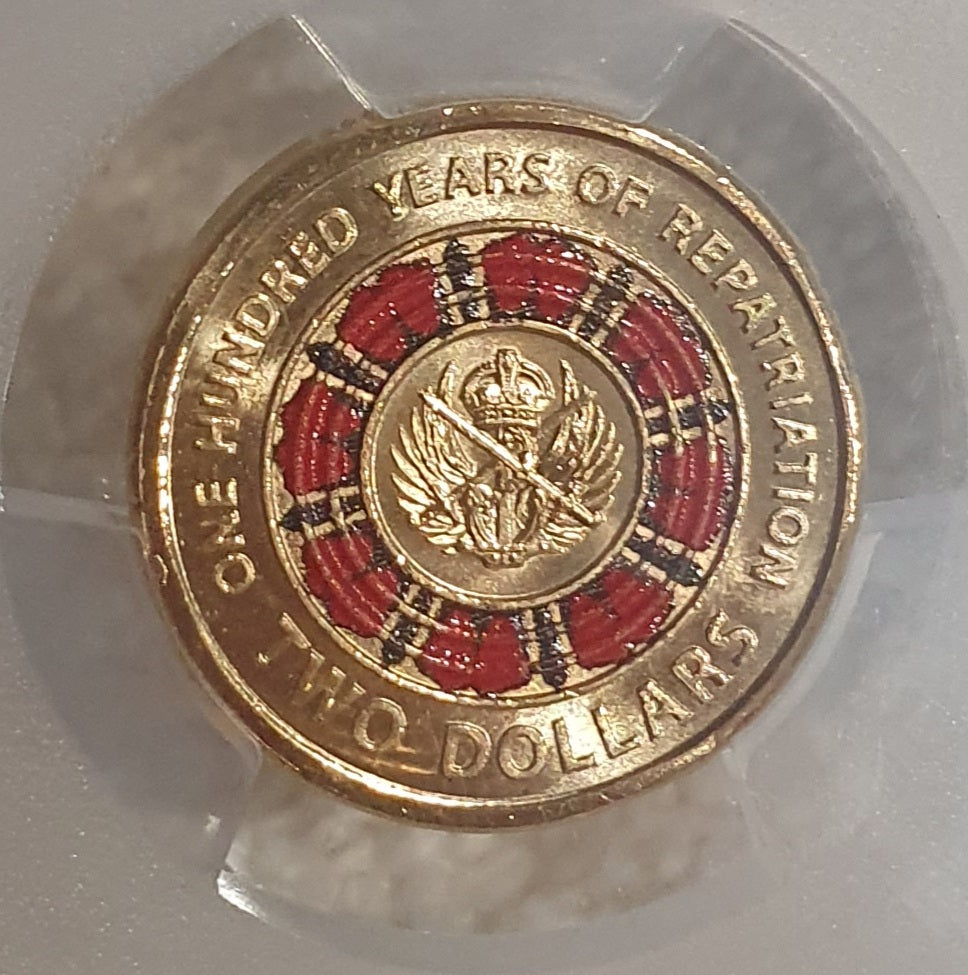 ONE HUNDRED YEARS OF REPATRIATION
TWO DOLLARS